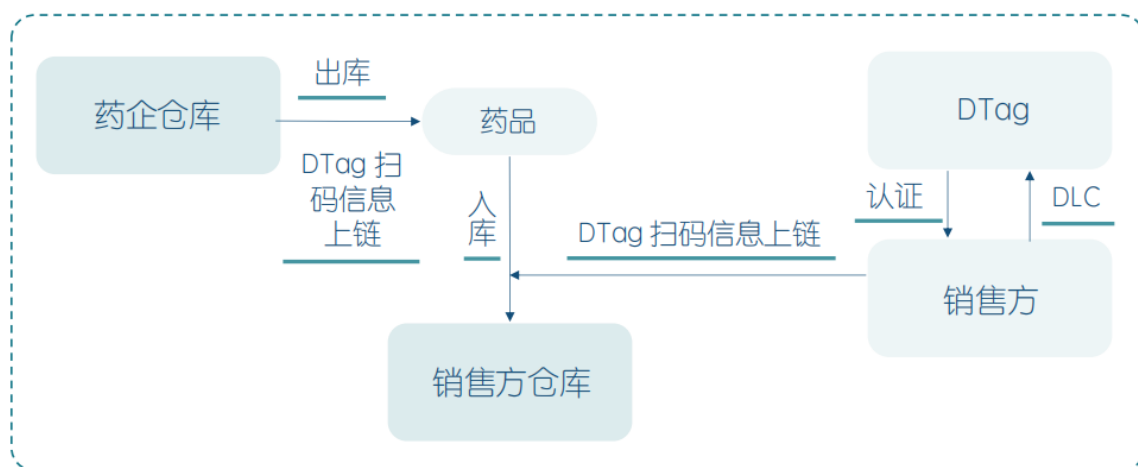 出库
药企仓库
药品
DTag
DTag 扫
码信息
上链
入
库
认证
DLC
DTag 扫码信息上链
销售方
销售方仓库